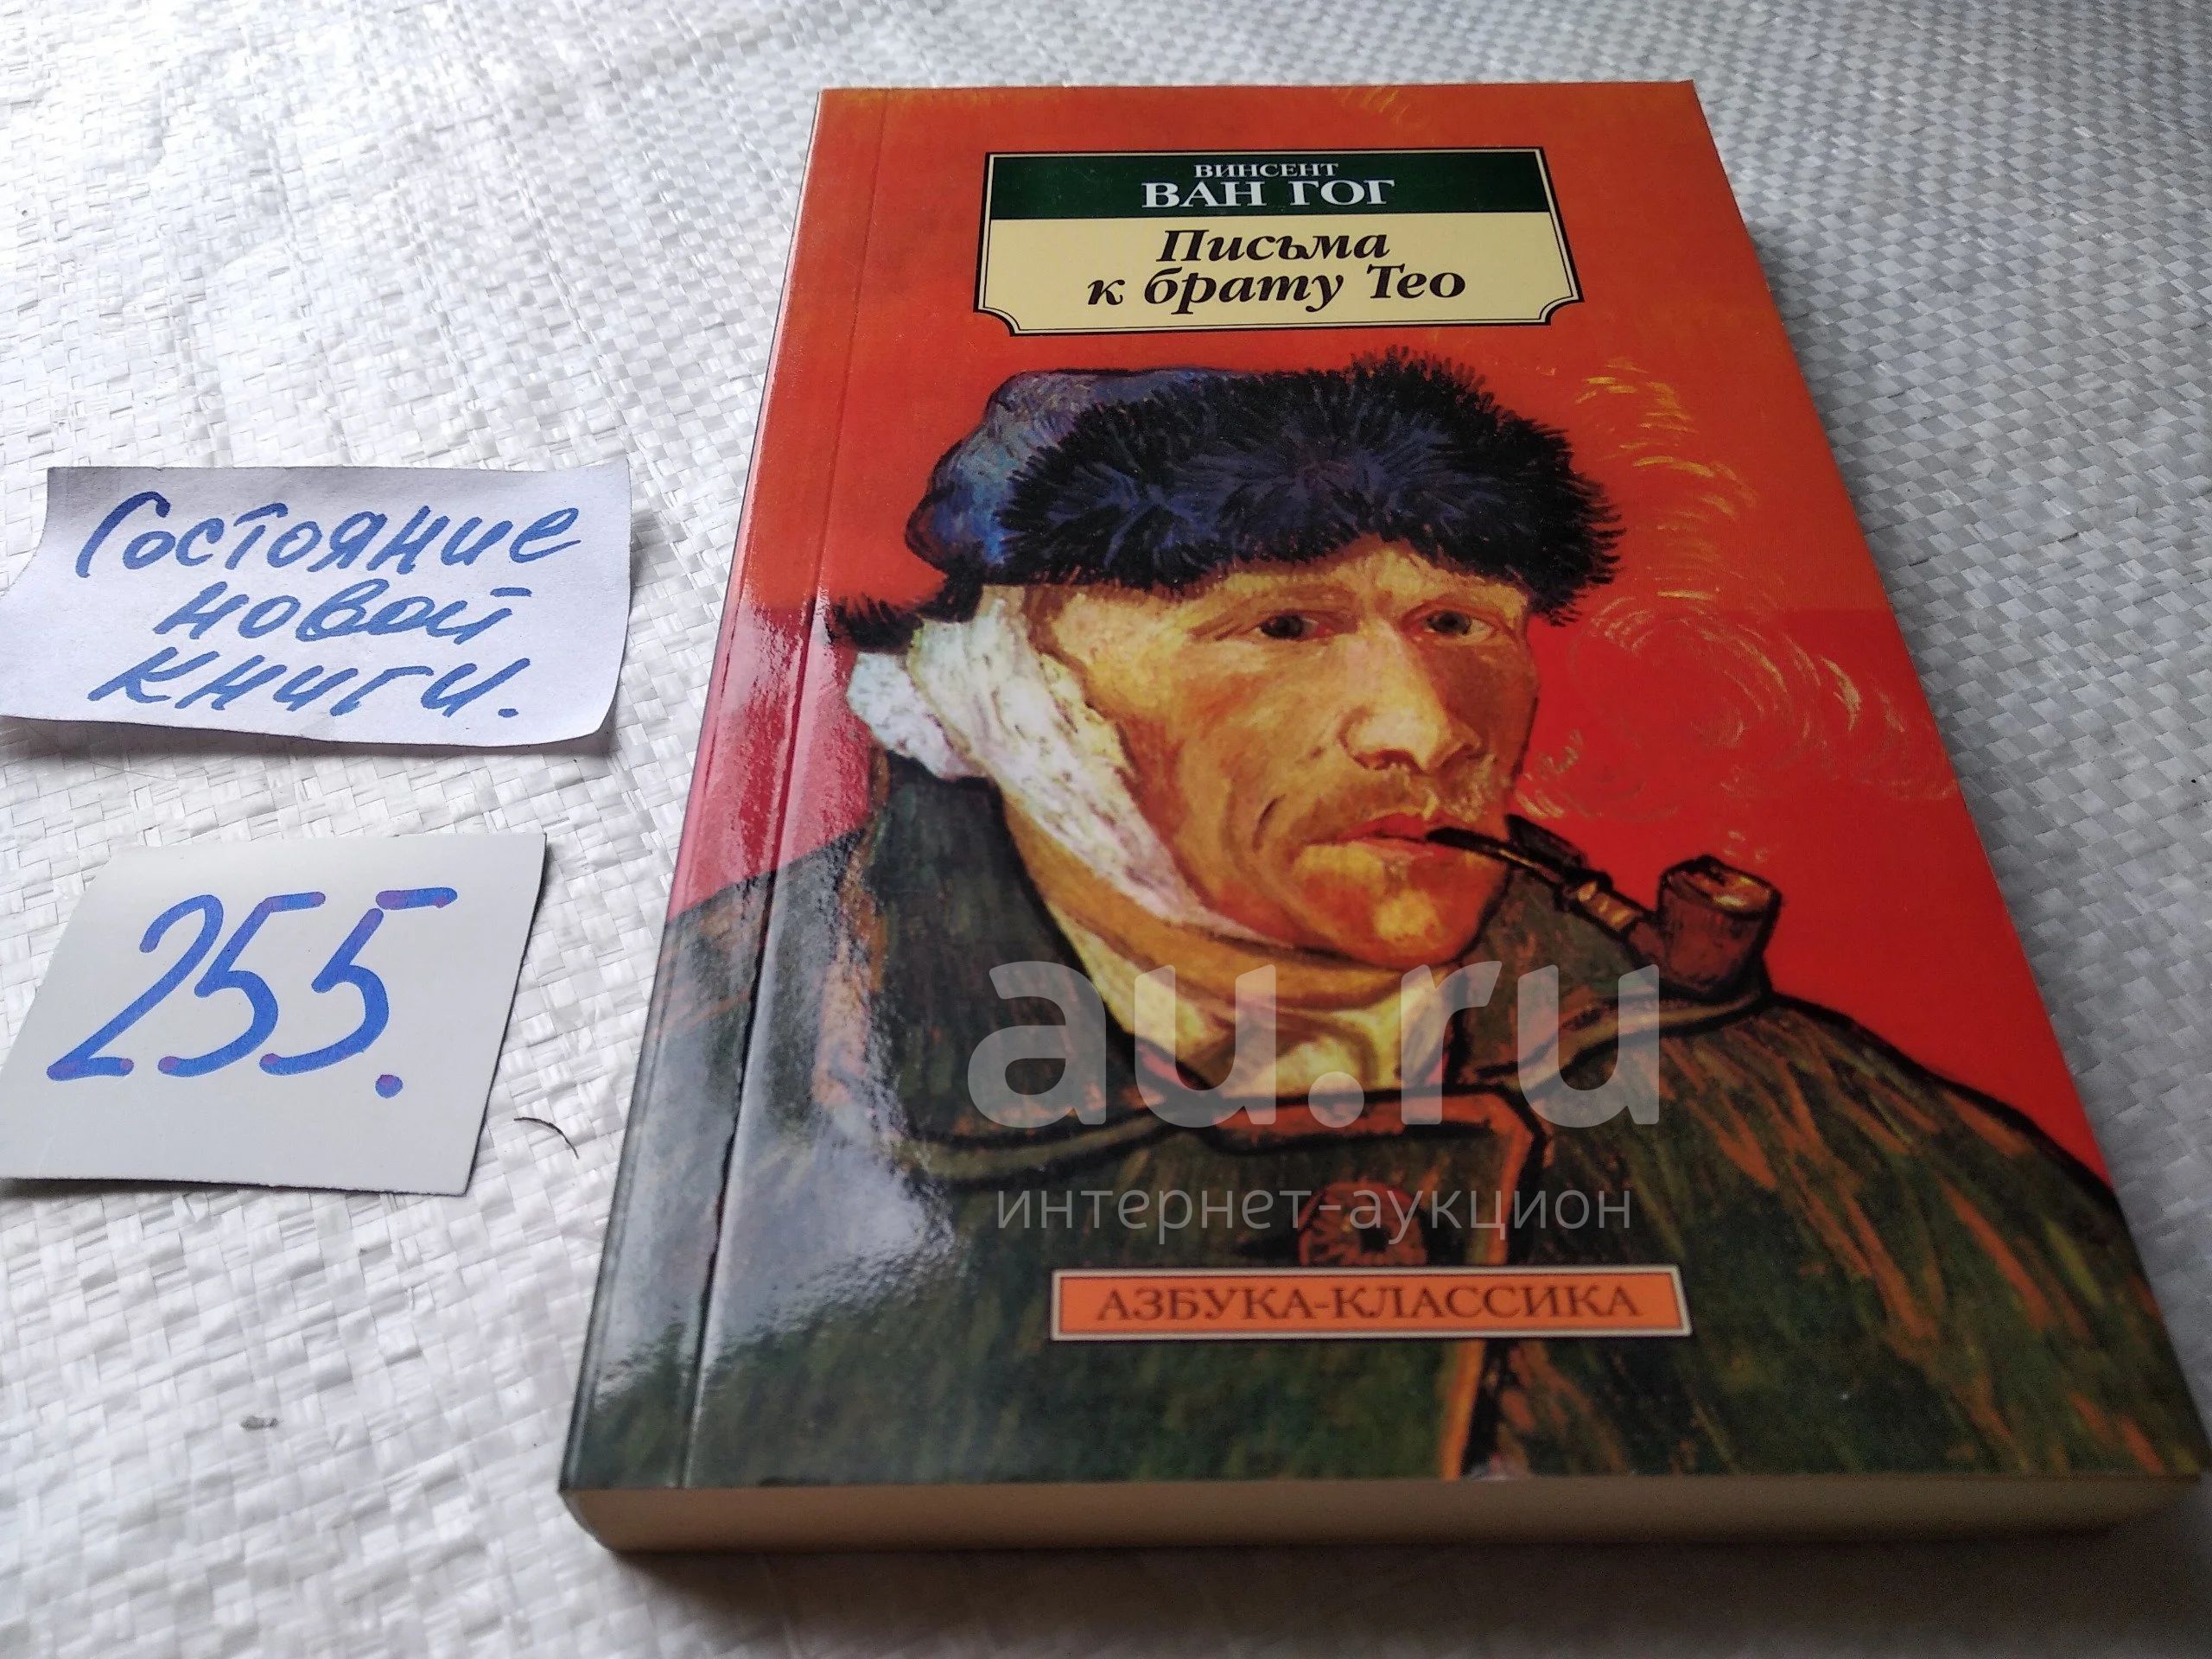 ВИНСЕНТ
ВАН ГОГ
Письма
к брату Тео
Состояние
новой
книги.
255.
au.ru
интернет-аукцион
АЗБУКА-КЛАССИКА